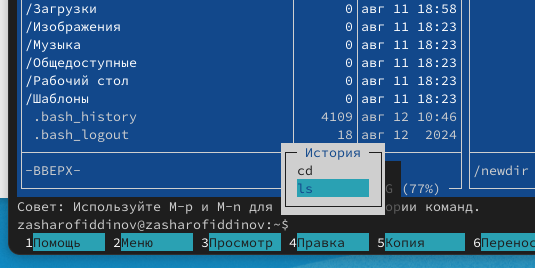 /Загрузки 0 авг 11 18:58
/Изображения 0 авг 11 18:23
/Музыка 0 авг 11 18:23
/Общедоступные 0 авг 11 18:23
/Рабочий стол 0 авг 11 18:23
/Шаблоны 0 авг 11 18:23
.bash_history 4109 авг 12 10:46
.bash_logout 18 авг 12 2024
История
cd
ls
-ВВЕРХ-
G (77%)
/newdir
Совет: Используйте M-p и M-n для ории команд.
zasharofiddinov@zasharofiddinov:~$
1Помощь 2Меню 3Просмотр 4Правка 5Копия 6Перенос